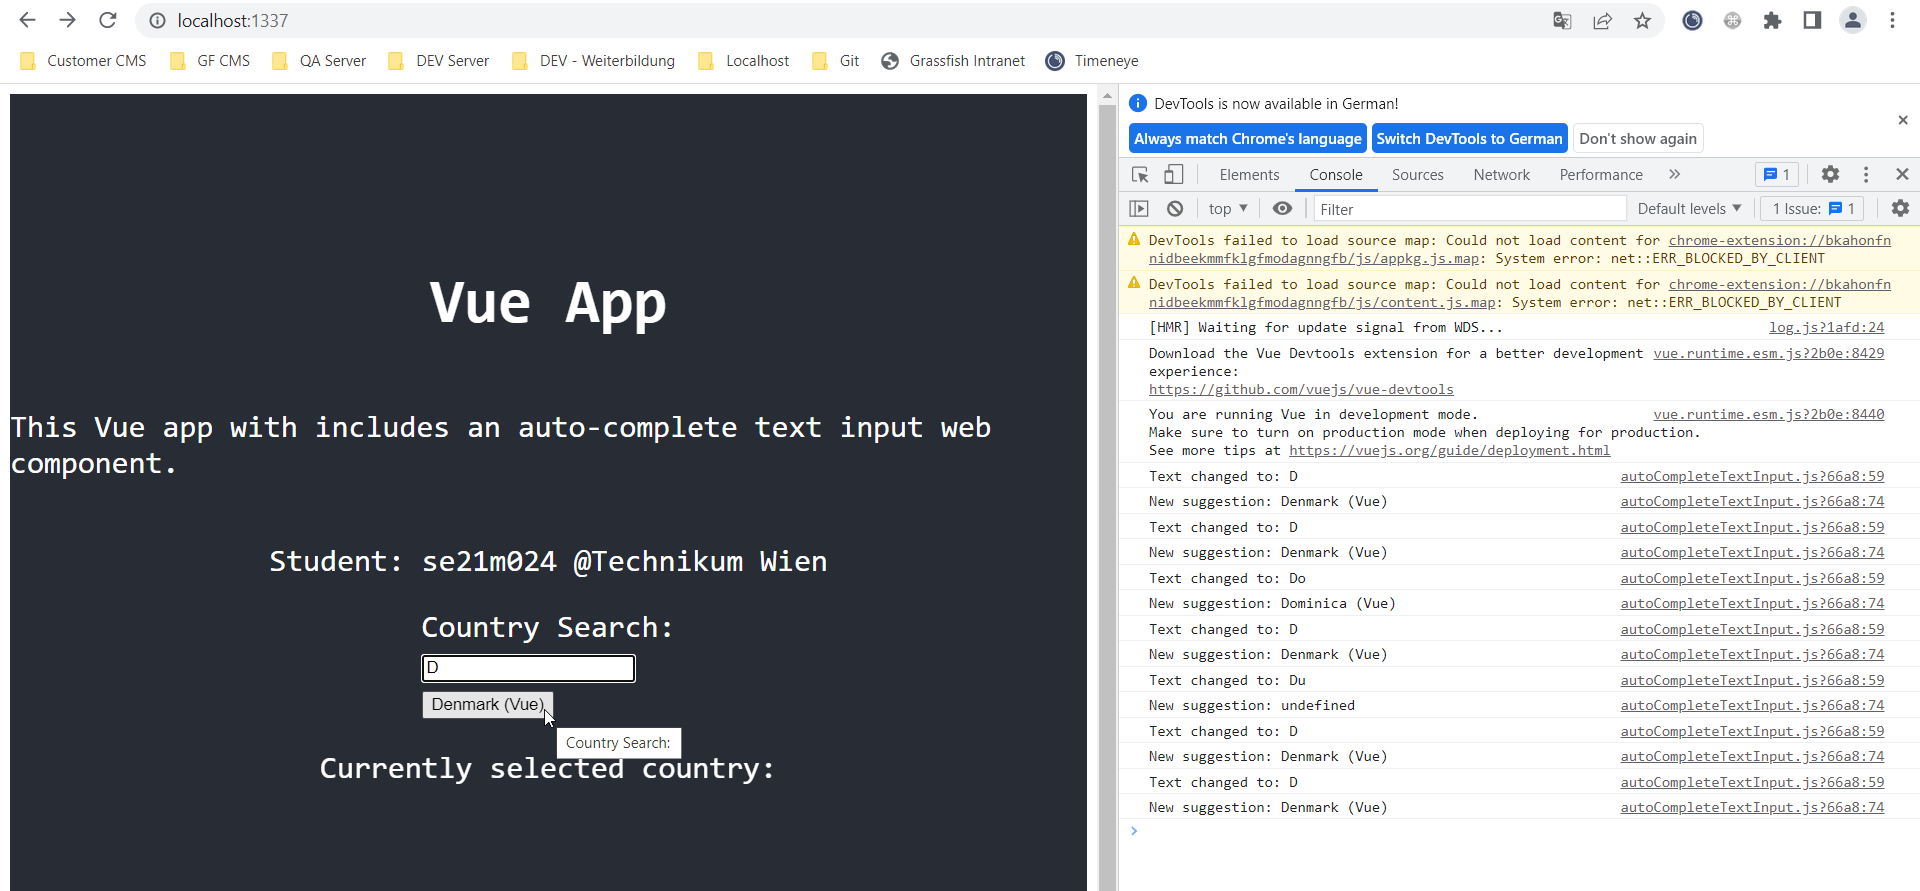 localhost:1337
Customer CMS GF CMS QA Server DEV Server DEV - Weiterbildung Localhost Git Grassfish Intranet Timeneye
Vue App
This Vue app with includes an auto-complete text input web
component.
Student: se21m024 @Technikum Wien
Country Search:
D
Denmark (Vue)
Country Search:
Currently selected country:
DevTools is now available in German!
Always match Chrome's language Switch DevTools to German Don't show again
Elements Console Sources Network Performance 1
top Filter Default levels 1 Issue: 1
DevTools failed to load source map: Could not load content for chrome-extension://bkahonfn
nidbeekmmfklgfmodagnngfb/js/appkg.js.map: System error: net::ERR_BLOCKED_BY_CLIENT
DevTools failed to load source map: Could not load content for chrome-extension://bkahonfn
nidbeekmmfklgfmodagnngfb/js/content.js.map: System error: net::ERR_BLOCKED_BY_CLIENT
[HMR] Waiting for update signal from WDS... log.js?1afd:24
Download the Vue Devtools extension for a better development vue.runtime.esm.js?2b0e:8429
experience:
https://github.com/vuejs/vue-devtools
You are running Vue in development mode. vue.runtime.esm.js?2b0e:8440
Make sure to turn on production mode when deploying for production.
See more tips at https://vuejs.org/guide/deployment.html
Text changed to: D autoCompleteTextInput.js?66a8:59
New suggestion: Denmark (Vue) autoCompleteTextInput.js?66a8:74
Text changed to: D autoCompleteTextInput.js?66a8:59
New suggestion: Denmark (Vue) autoCompleteTextInput.js?66a8:74
Text changed to: Do autoCompleteTextInput.js?66a8:59
New suggestion: Dominica (Vue) autoCompleteTextInput.js?66a8:74
Text changed to: D autoCompleteTextInput.js?66a8:59
New suggestion: Denmark (Vue) autoCompleteTextInput.js?66a8:74
Text changed to: Du autoCompleteTextInput.js?66a8:59
New suggestion: undefined autoCompleteTextInput.js?66a8:74
Text changed to: D autoCompleteTextInput.js?66a8:59
New suggestion: Denmark (Vue) autoCompleteTextInput.js?66a8:74
Text changed to: D autoCompleteTextInput.js?66a8:59
New suggestion: Denmark (Vue) autoCompleteTextInput.js?66a8:74